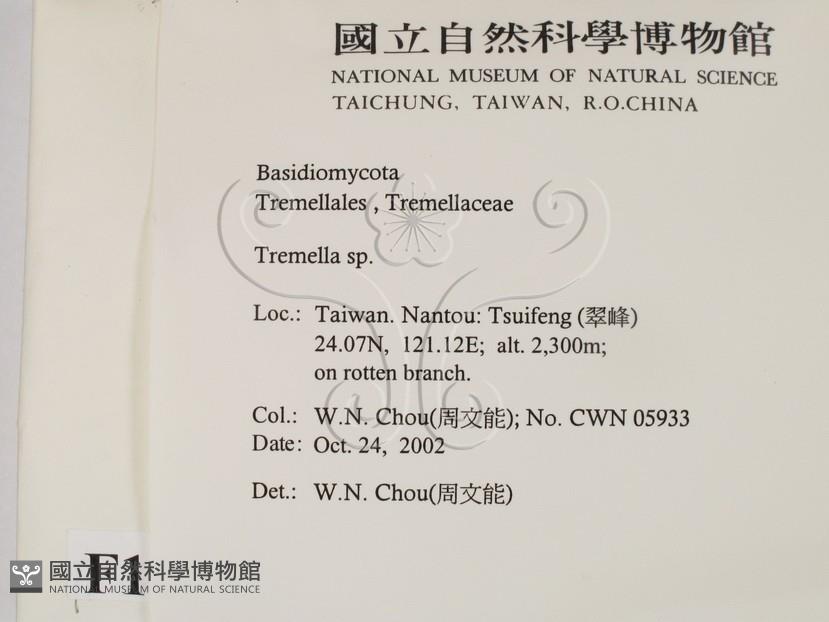 國立自然科學博物館
NATIONAL MUSEUM OF NATURAL SCIENCE
TAICHUNG, TAIWAN, R.O.CHINA
Basidiomycota
Tremellales , Tremellaceae
Tremella sp.
Loc.: Taiwan. Nantou: Tsuifeng (翠峰)
24.07N, 121.12E; alt. 2,300m;
on rotten branch.
Col.: W.N. Chou(周文能); No. CWN 05933
Date: Oct. 24, 2002
Det.: W.N. Chou(周文能)
F1
國立自然科學博物館
NATIONAL MUSEUM OF NATURAL SCIENCE